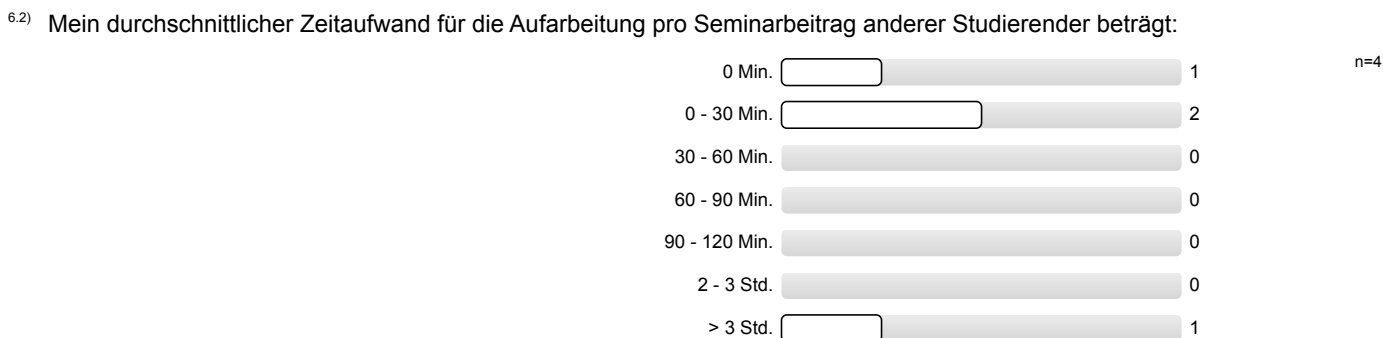 6.2) Mein durchschnittlicher Zeitaufwand für die Aufarbeitung pro Seminarbeitrag anderer Studierender beträgt:
n=4
0 Min. 1
0 - 30 Min. 2
30 - 60 Min. 0
60 - 90 Min. 0
90 - 120 Min. 0
2 - 3 Std. 0
> 3 Std. 1